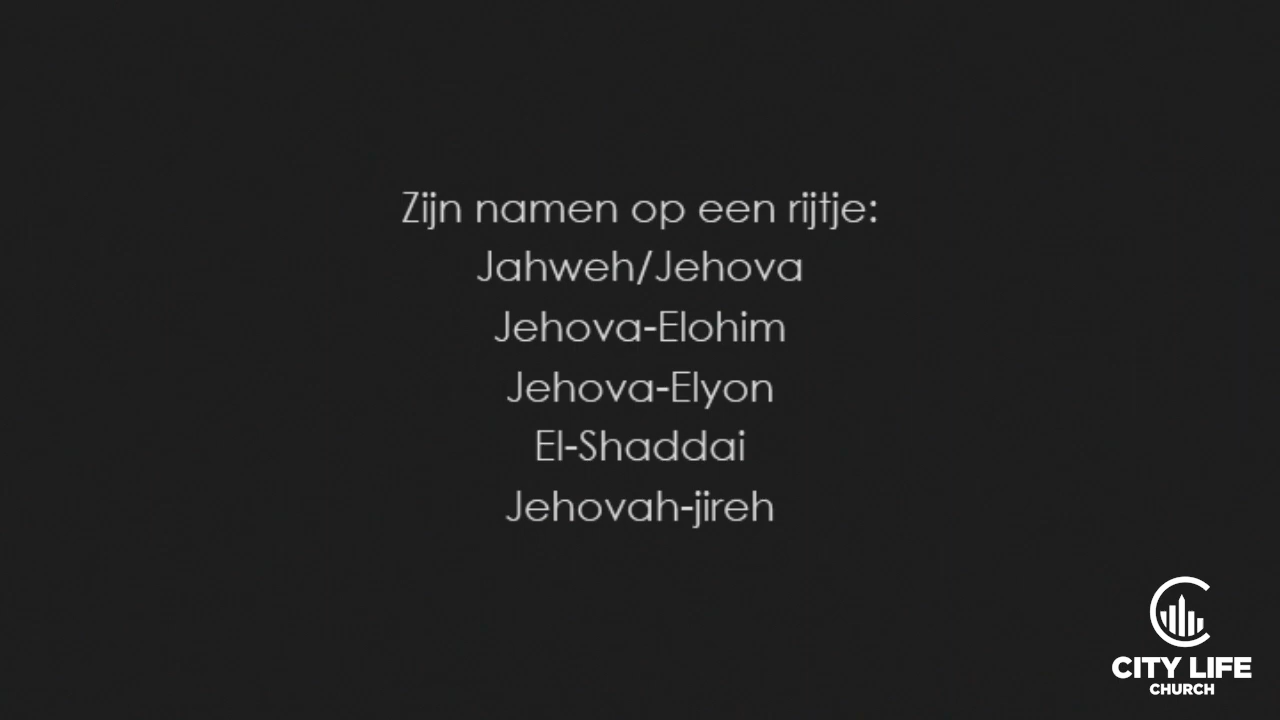 Zijn namen op een rijtje:
Jahweh/Jehova
Jehova-Elohim
Jehova-Elyon
El-Shaddai
Jehovah-jireh
CITY LIFE
CHURCH